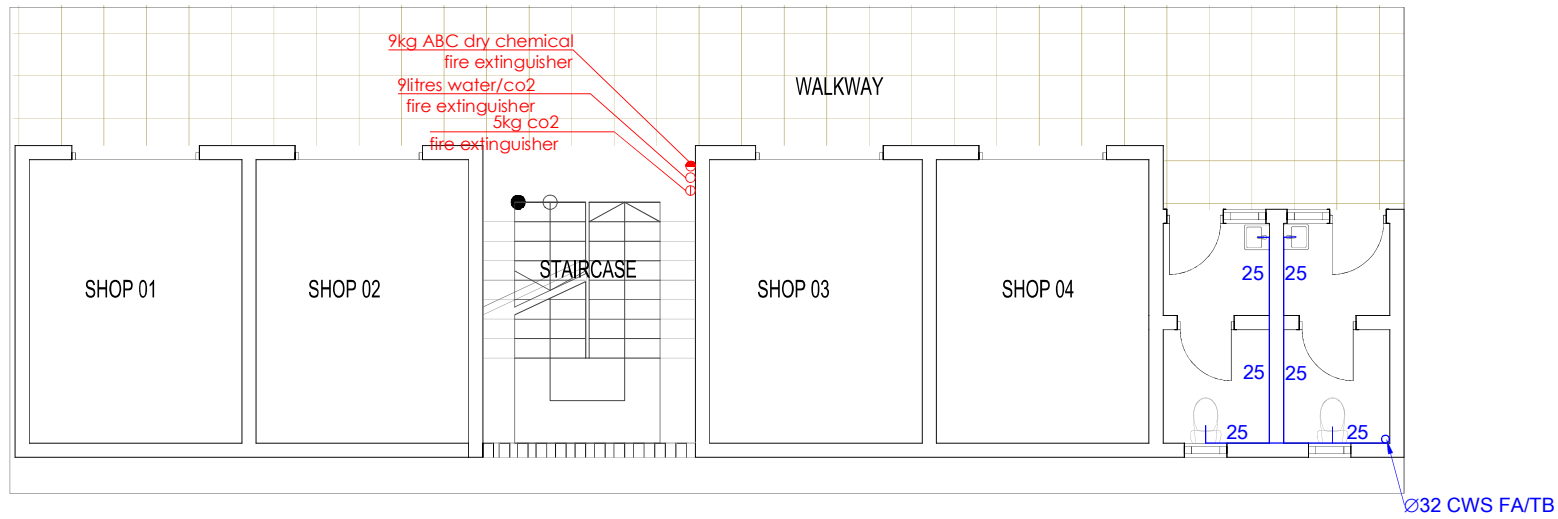 9kg ABC dry chemical
fire extinguisher
9litres water/co2
fire extinguisher
5kg co2
fire extinguisher
WALKWAY
SHOP 01
SHOP 02
STAIRCASE
SHOP 03
SHOP 04
25 25
25 25
25 25
Ø32 CWS FA/TB